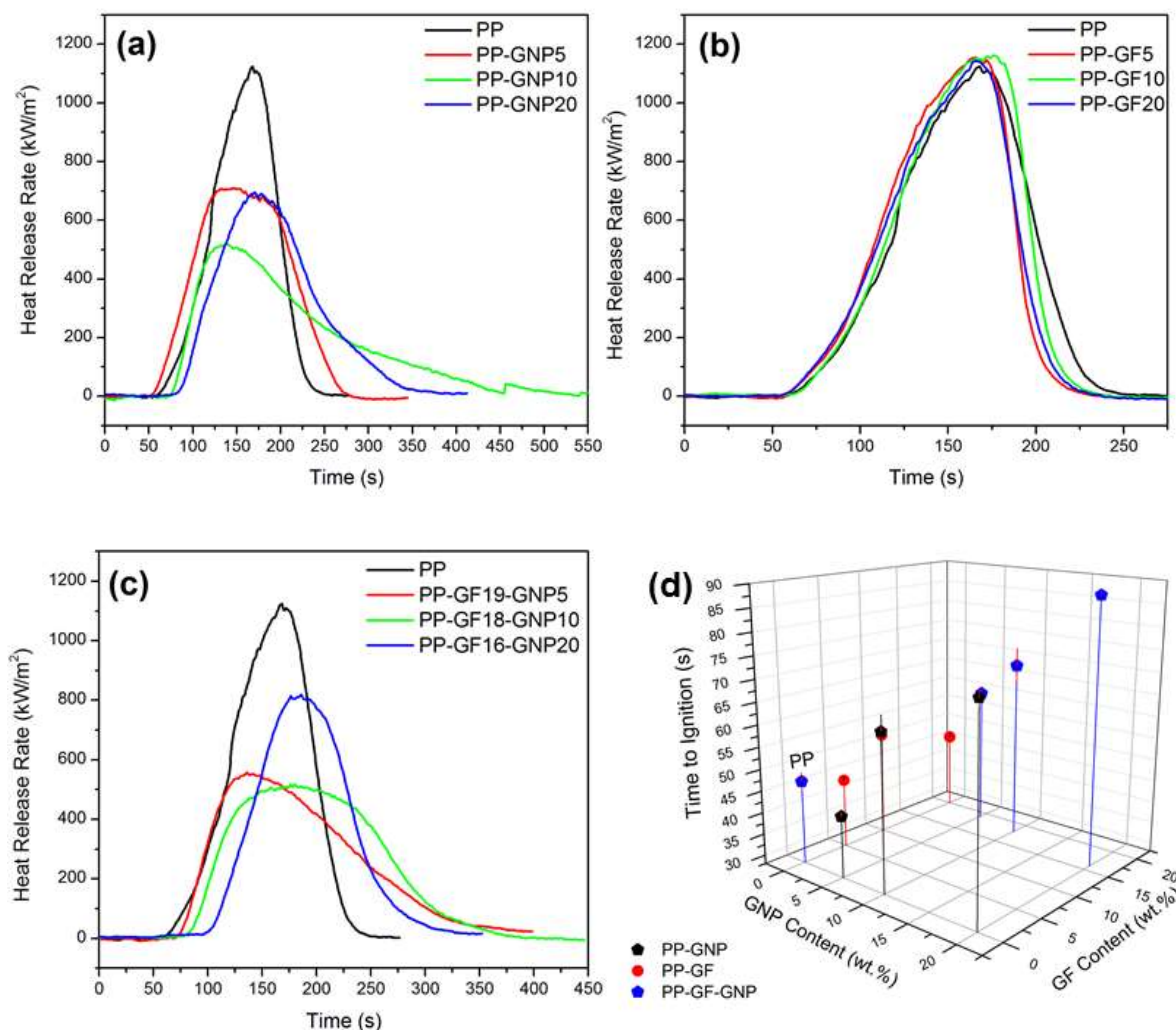 (a)
PP
PP-GNP5
PP-GNP10
PP-GNP20
Heat Release Rate (kW/m²)
1200
1000
800
600
400
200
0
0 50 100 150 200 250 300 350 400 450 500 550
Time (s)
(b)
PP
PP-GF5
PP-GF10
PP-GF20
Heat Release Rate (kW/m²)
1200
1000
800
600
400
200
0
0 50 100 150 200 250
Time (s)
(c)
PP
PP-GF19-GNP5
PP-GF18-GNP10
PP-GF16-GNP20
Heat Release Rate (kW/m²)
1200
1000
800
600
400
200
0
0 50 100 150 200 250 300 350 400 450
Time (s)
(d)
PP
Time to Ignition (s)
90
85
80
75
70
65
60
55
50
45
40
35
30
0 5 10 15 20
GNP Content (wt.%)
0 5 10 15 20
GF Content (wt.%)
PP-GNP
PP-GF
PP-GF-GNP